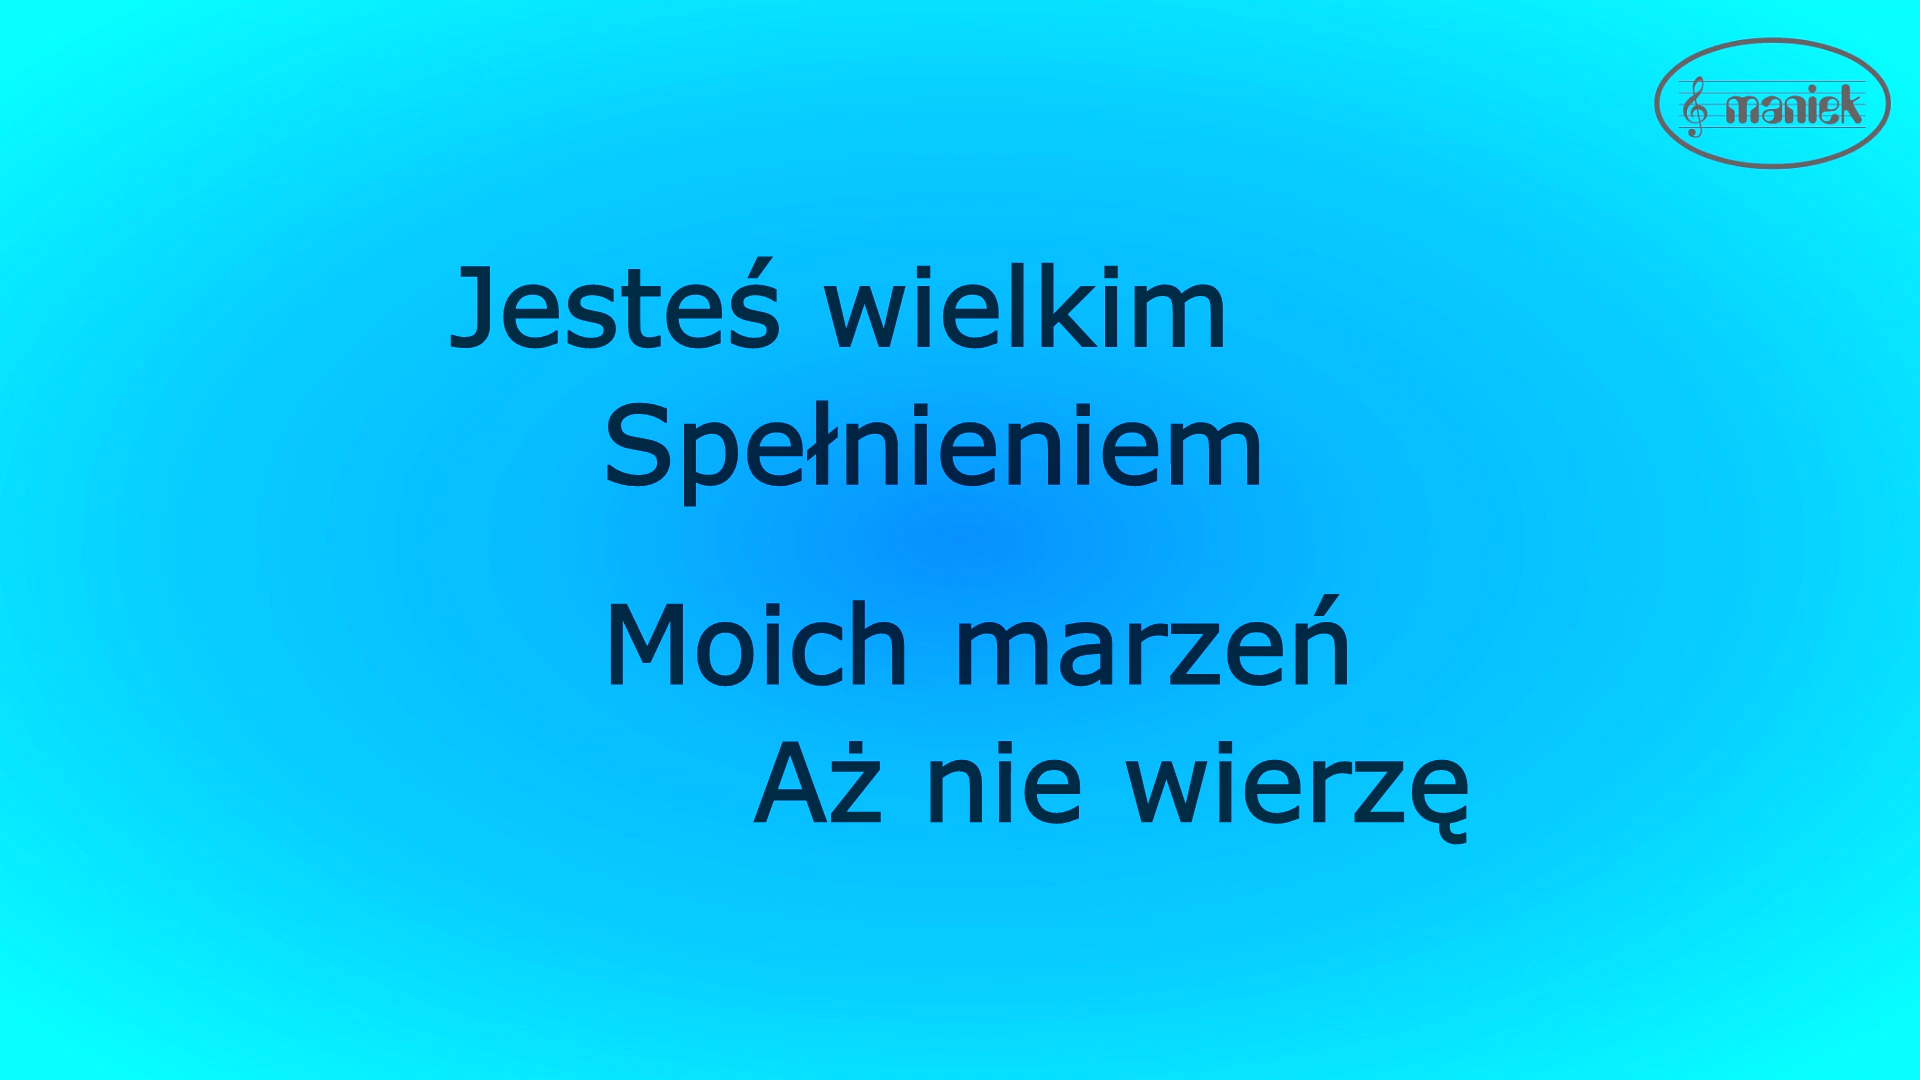 maniek
Jesteś wielkim
Spełnieniem
Moich marzeń
Aż nie wierzę